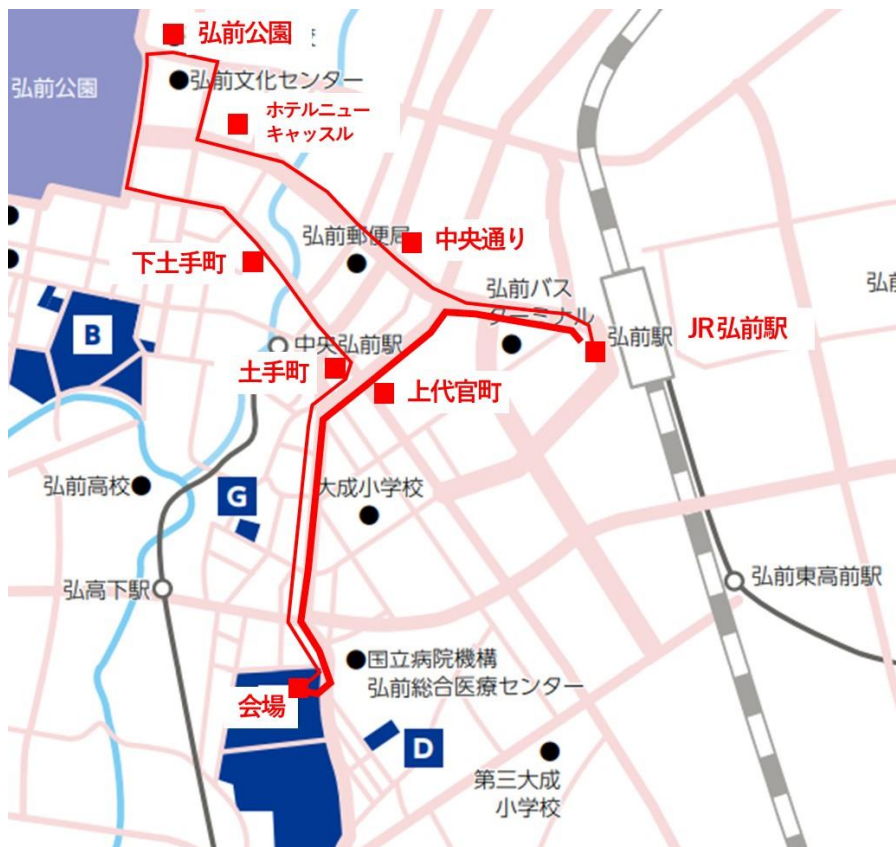 弘前公園
弘前公園
弘前文化センター
ホテルニュー
キャッスル
弘前郵便局
中央通り
下土手町
弘前バス
ターミナル
弘前駅
JR弘前駅
B
中央弘前駅
土手町
上代官町
弘前高校
G
大成小学校
弘高下駅
弘前東高前駅
国立病院機構
弘前総合医療センター
会場
D
第三大成
小学校